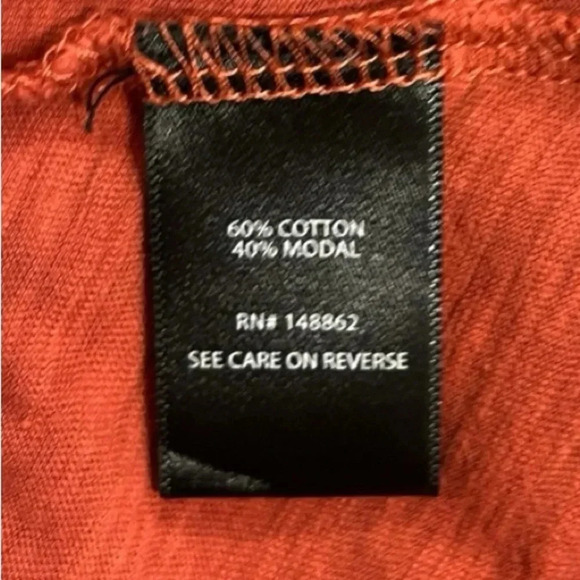 60% COTTON
40% MODAL
RN# 148862
SEE CARE ON REVERSE